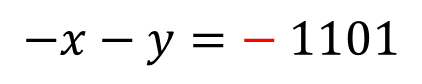 −x − y = − 1101